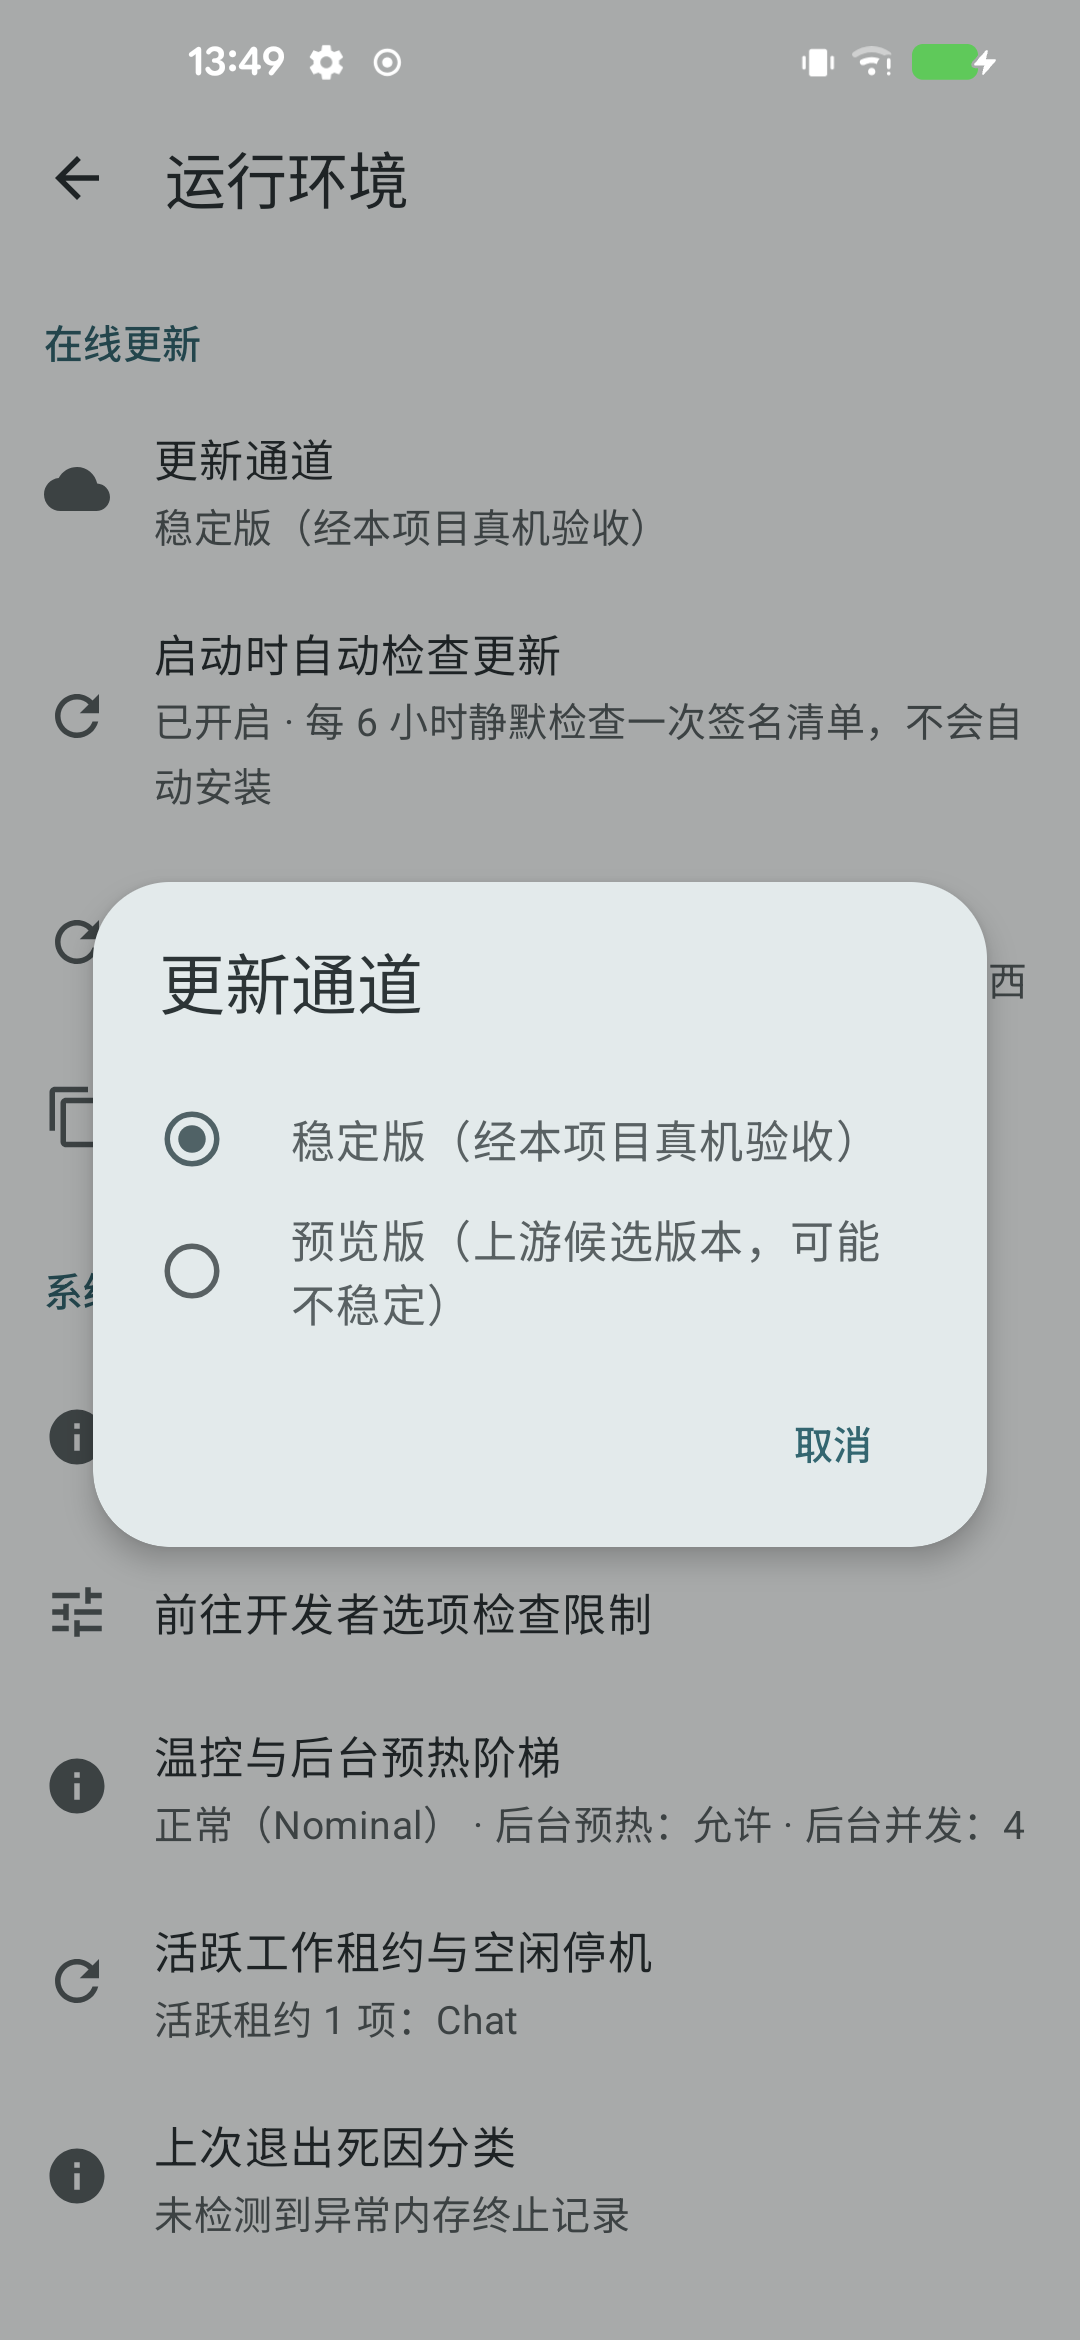 13:49
运行环境
在线更新
更新通道
稳定版（经本项目真机验收）
启动时自动检查更新
已开启 · 每 6 小时静默检查一次签名清单，不会自
动安装
西
更新通道
稳定版（经本项目真机验收）
预览版（上游候选版本，可能
不稳定）
系
取消
前往开发者选项检查限制
温控与后台预热阶梯
正常（Nominal） · 后台预热：允许 · 后台并发：4
活跃工作租约与空闲停机
活跃租约 1 项：Chat
上次退出死因分类
未检测到异常内存终止记录